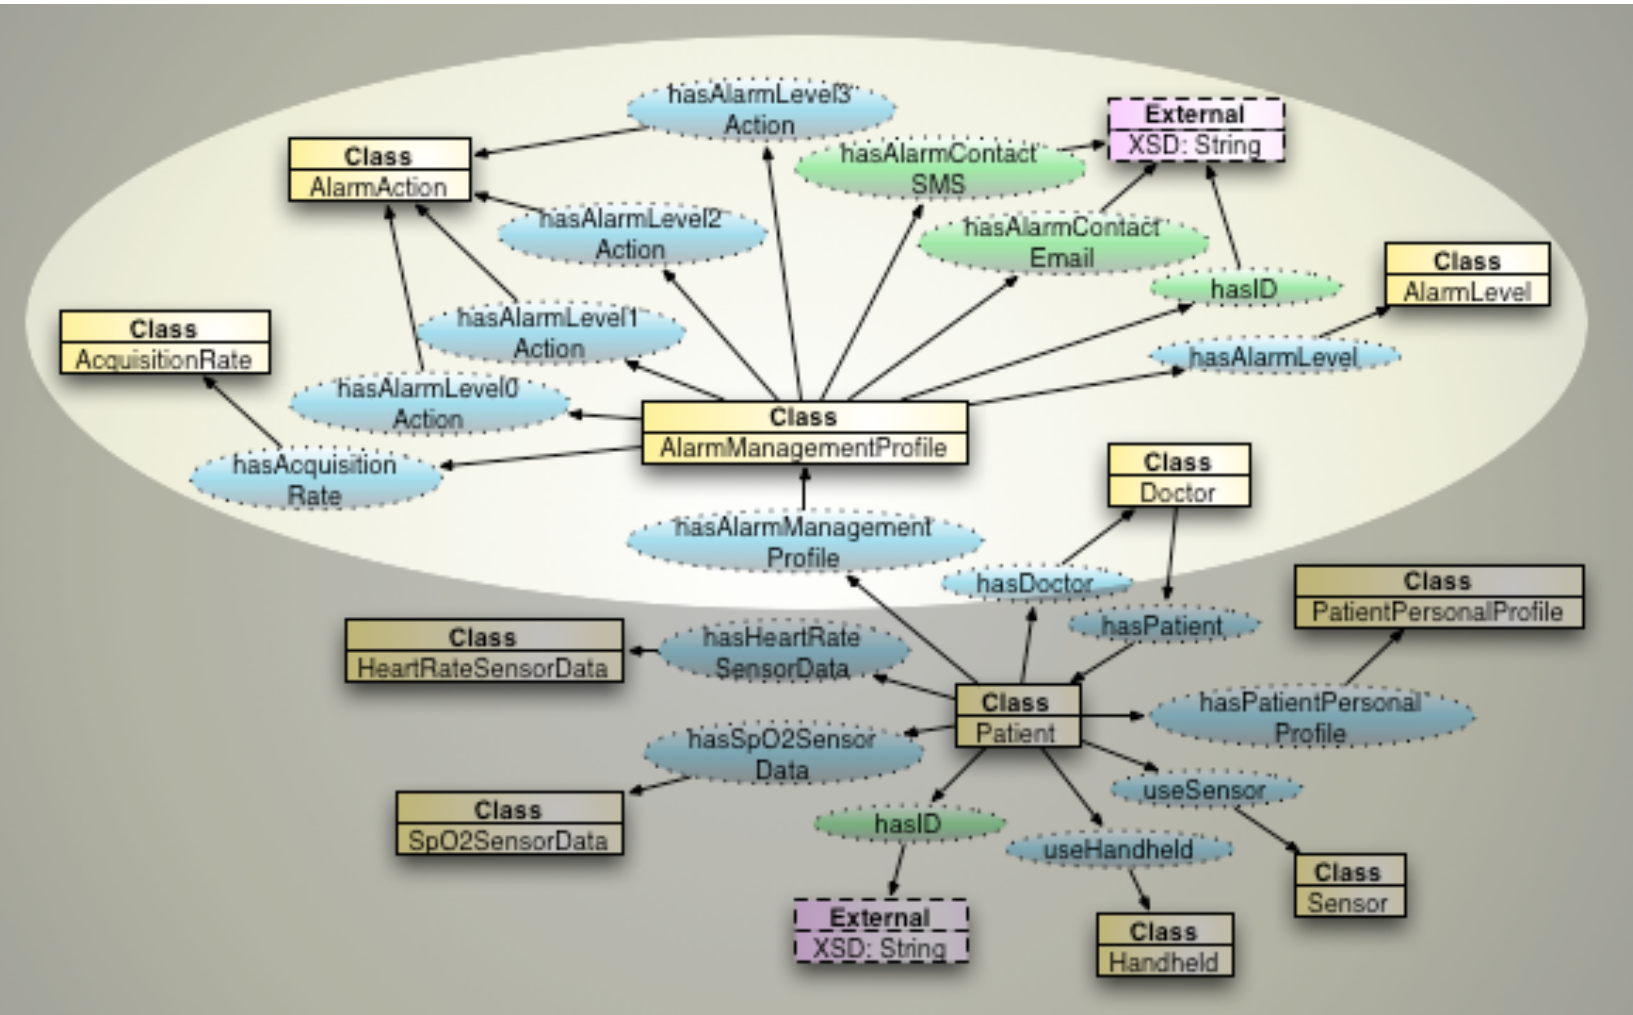 hasAlarmLevel3
Action
External
XSD: String
Class
AlarmAction
hasAlarmContact
SMS
hasAlarmLevel2
Action
hasAlarmContact
Email
Class
AlarmLevel
hasID
Class
AcquisitionRate
hasAlarmLevel1
Action
hasAlarmLevel
hasAlarmLevel0
Action
Class
AlarmManagementProfile
hasAcquisition
Rate
Class
Doctor
hasAlarmManagement
Profile
hasDoctor
Class
PatientPersonalProfile
hasPatient
Class
HeartRateSensorData
hasHeartRate
SensorData
Class
Patient
hasPatientPersonal
Profile
hasSpO2Sensor
Data
useSensor
Class
SpO2SensorData
hasID
useHandheld
Class
Sensor
External
XSD: String
Class
Handheld